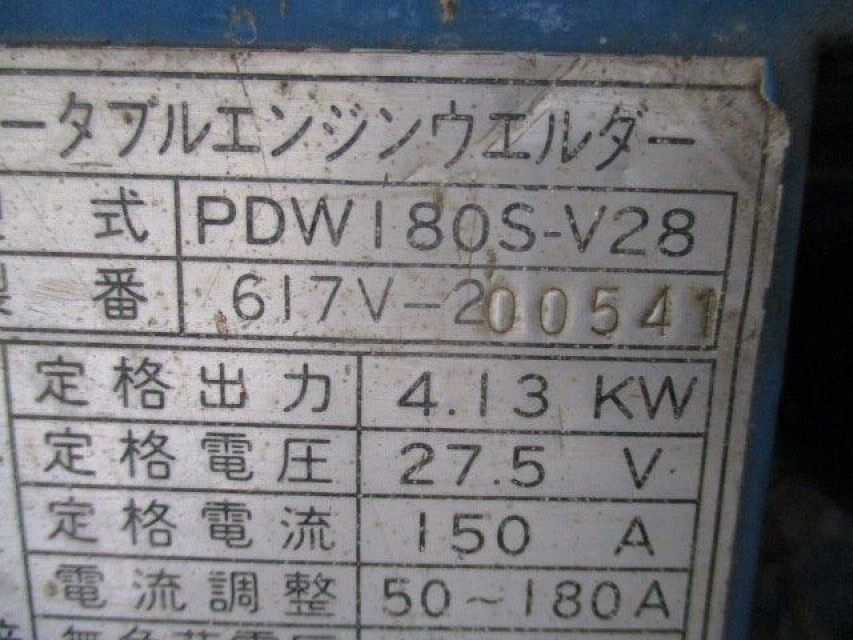 ータブルエンジンウエルダー
式 PDW180S-V28
番 617V-200541
定格出力 4.13 KW
定格電圧 27.5 V
定格電流 150 A
電流調整 50~180A